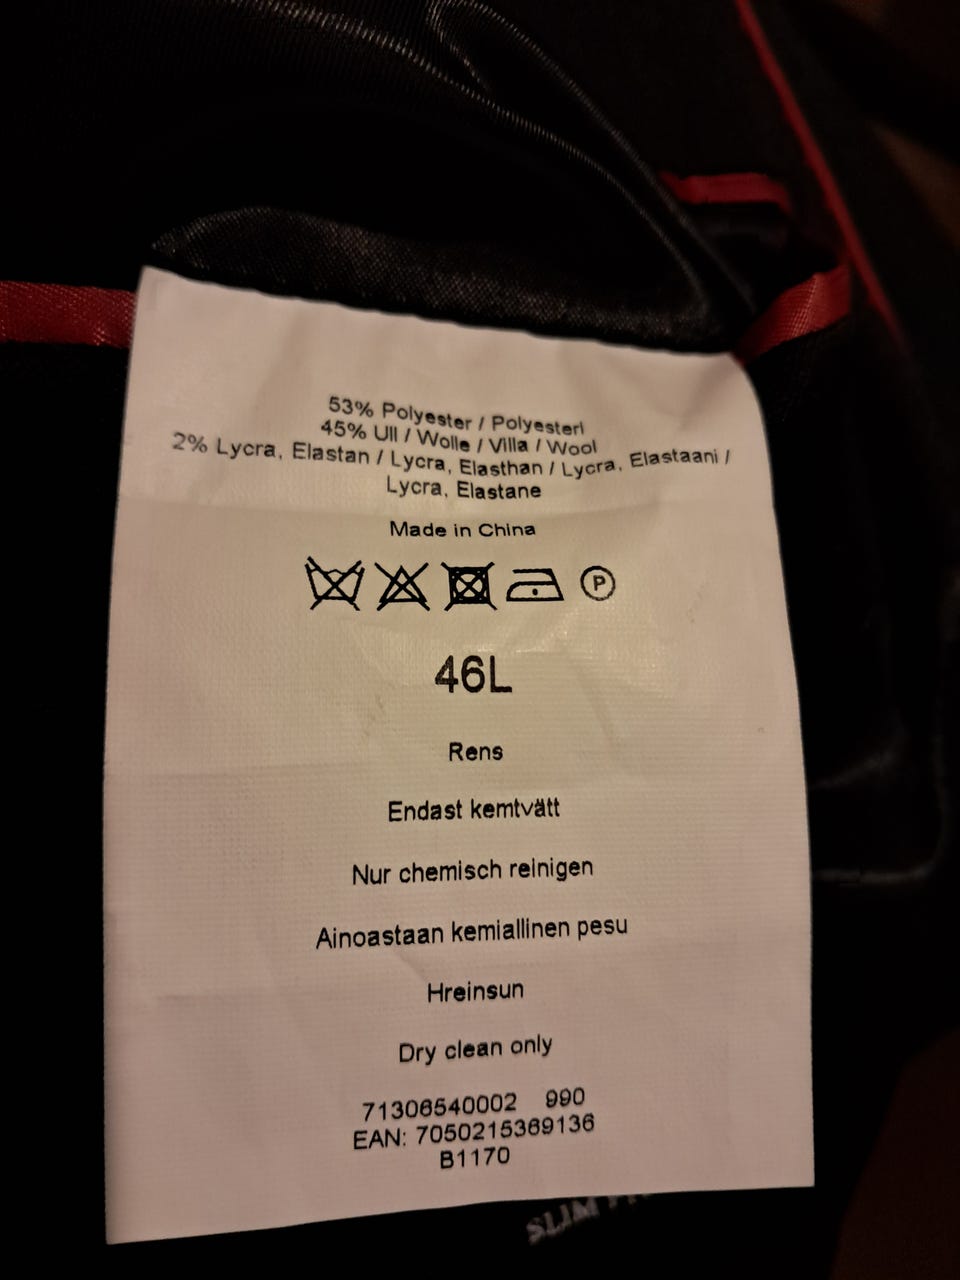 53% Polyester / Polyesteri
45% Ull / Wolle / Villa / Wool
2% Lycra, Elastan / Lycra, Elasthan / Lycra, Elastaani /
Lycra, Elastane
Made in China
P
46L
Rens
Endast kemtvätt
Nur chemisch reinigen
Ainoastaan kemiallinen pesu
Hreinsun
Dry clean only
71306540002 990
EAN: 7050215369136
B1170
SLIM